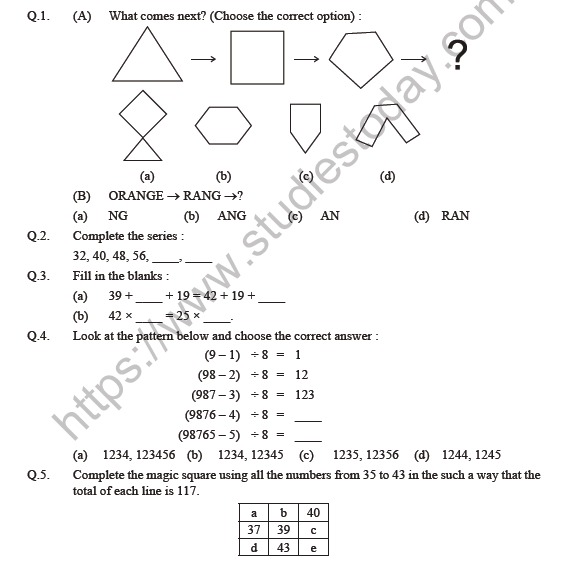 Q.1. (A) What comes next? (Choose the correct option) :
?
(a) (b) (c) (d)
(B) ORANGE → RANG →?
(a) NG (b) ANG (c) AN (d) RAN
Q.2. Complete the series :
32, 40, 48, 56, ____, ____
Q.3. Fill in the blanks :
(a) 39 + ____ + 19 = 42 + 19 + ____
(b) 42 × ____ = 25 × ____.
Q.4. Look at the pattern below and choose the correct answer :
(9 – 1) ÷ 8 = 1
(98 – 2) ÷ 8 = 12
(987 – 3) ÷ 8 = 123
(9876 – 4) ÷ 8 = ____
(98765 – 5) ÷ 8 = ____
(a) 1234, 123456 (b) 1234, 12345 (c) 1235, 12356 (d) 1244, 1245
Q.5. Complete the magic square using all the numbers from 35 to 43 in the such a way that the
total of each line is 117.
a b 40
37 39 c
d 43 e
https://www.studiestoday.com